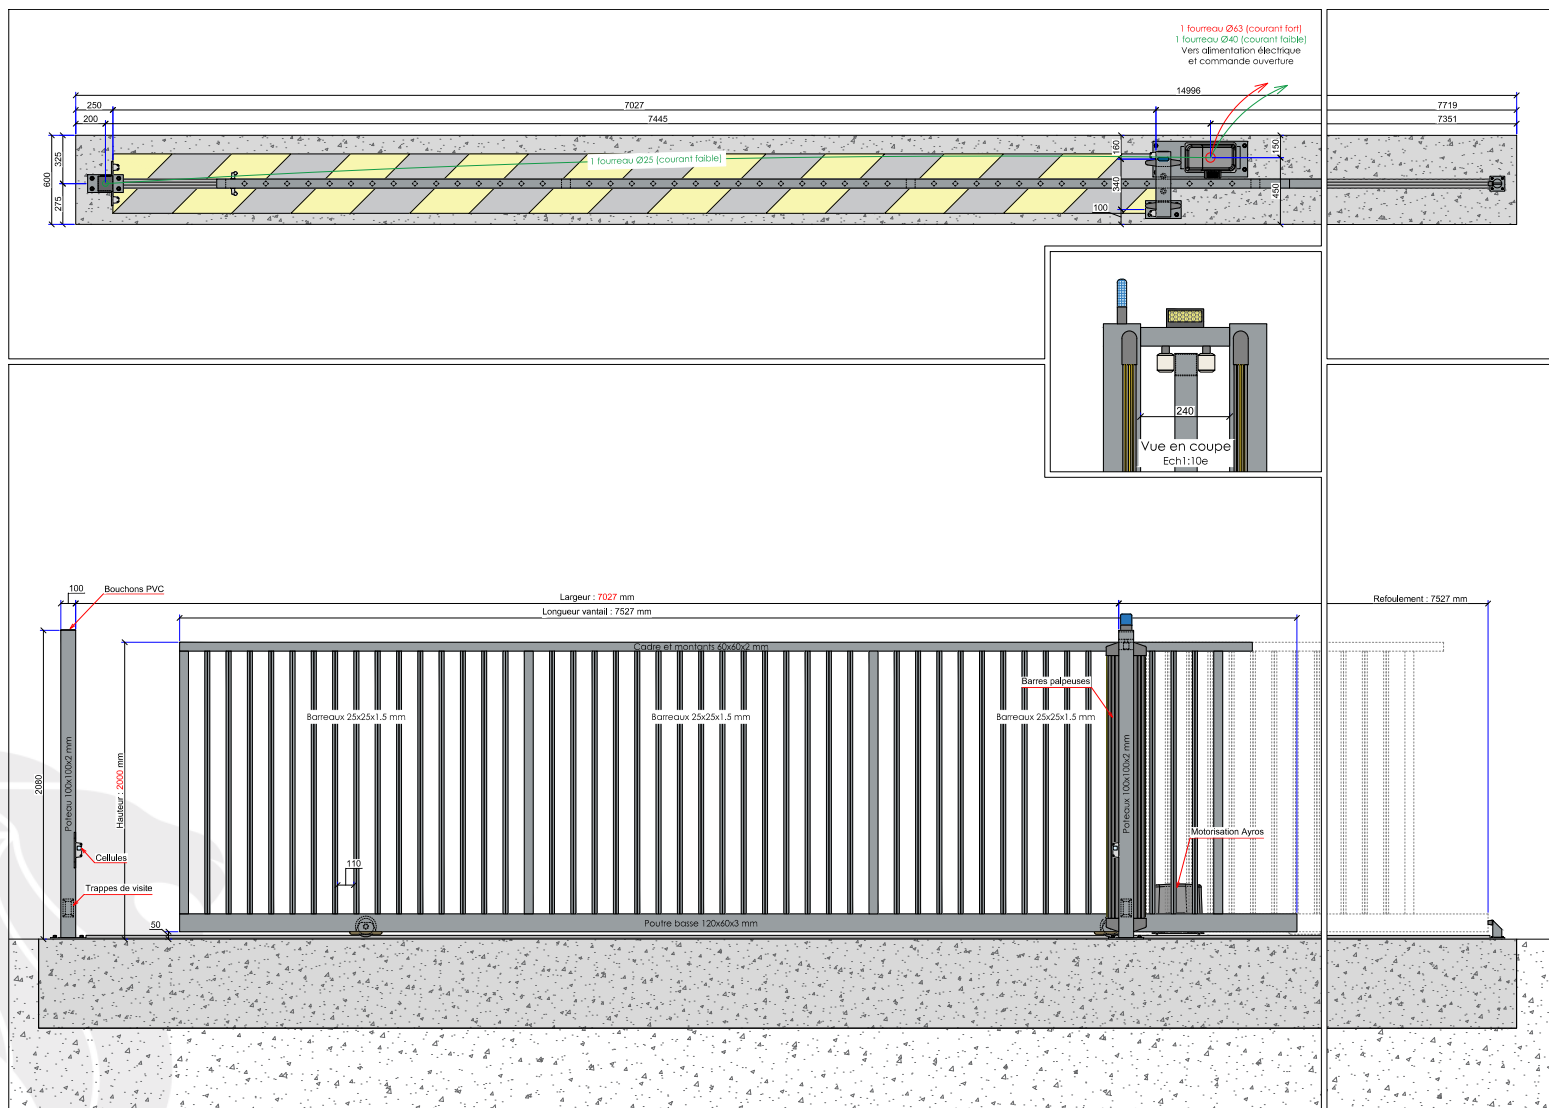 1 fourreau Ø63 (courant fort)
1 fourreau Ø40 (courant faible)
Vers alimentation électrique
et commande ouverture
14996
250
7027
7719
200
7445
7351
600
325
275
1 fourreau Ø25 (courant faible)
160
340
100
150
450
240
Vue en coupe
Ech1:10e
100
Bouchons PVC
Largeur : 7027 mm
Refoulement : 7527 mm
Longueur vantail : 7527 mm
Cadre et montants 60x60x2 mm
Barres palpeuses
Barreaux 25x25x1.5 mm
Barreaux 25x25x1.5 mm
Barreaux 25x25x1.5 mm
2080
Poteau 100x100x2 mm
Hauteur : 2000 mm
Poteaux 100x100x2 mm
Motorisation Ayros
Cellules
110
Trappes de visite
50
Poutre basse 120x60x3 mm